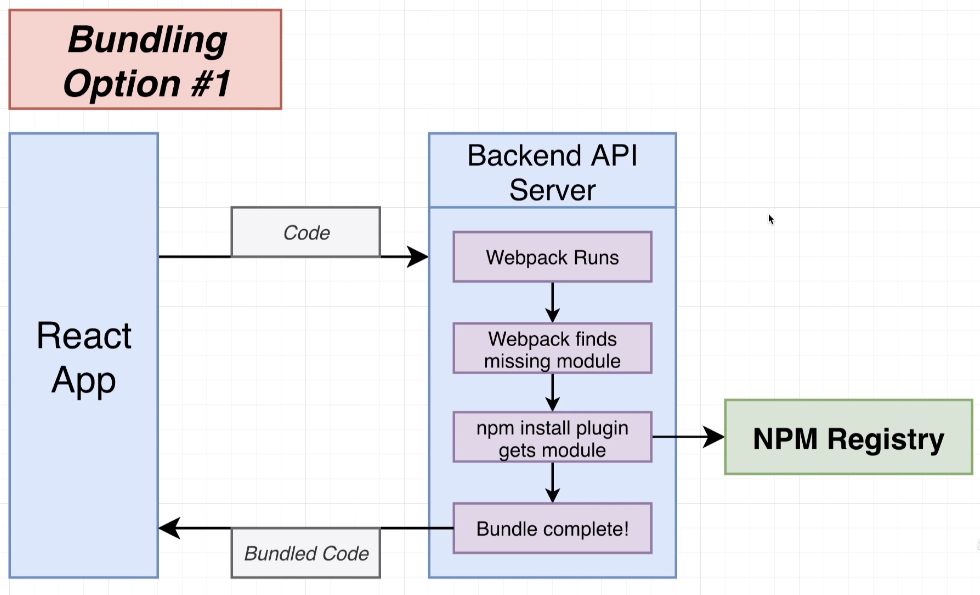 Bundling
Option #1
React
App
Code
Backend API
Server
Webpack Runs
Webpack finds
missing module
npm install plugin
gets module
NPM Registry
Bundle complete!
Bundled Code